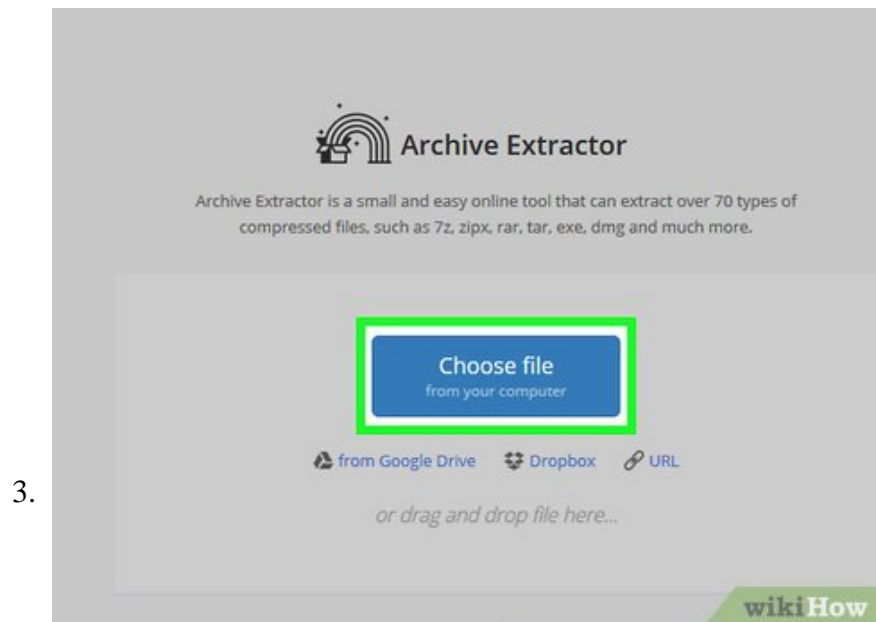 Archive Extractor
Archive Extractor is a small and easy online tool that can extract over 70 types of
compressed files, such as 7z, zipx, rar, tar, exe, dmg and much more.
Choose file
from your computer
from Google Drive Dropbox URL
3.
or drag and drop file here...
wikiHow